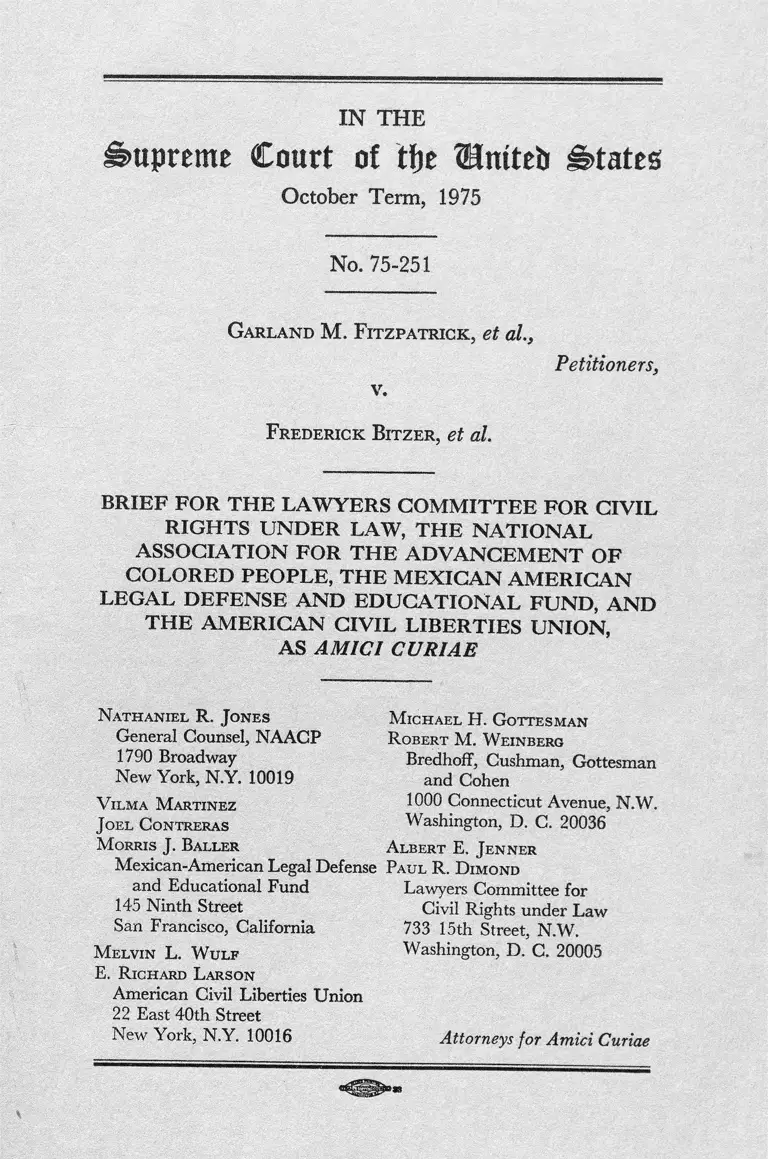 IN THE
Supreme Court of the United States
October Term, 1975
No. 75-251
GARLAND M. FITZPATRICK, et al.,
Petitioners,
v.
FREDERICK BITZER, et al.
BRIEF FOR THE LAWYERS COMMITTEE FOR CIVIL
RIGHTS UNDER LAW, THE NATIONAL
ASSOCIATION FOR THE ADVANCEMENT OF
COLORED PEOPLE, THE MEXICAN AMERICAN
LEGAL DEFENSE AND EDUCATIONAL FUND, AND
THE AMERICAN CIVIL LIBERTIES UNION,
AS AMICI CURIAE
NATHANIEL R. JONES
General Counsel, NAACP
1790 Broadway
New York, N.Y. 10019
VILMA MARTINEZ
JOEL CONTRERAS
MORRIS J. BALLER
Mexican-American Legal Defense
and Educational Fund
145 Ninth Street
San Francisco, California
MELVIN L. WULF
E. RICHARD LARSON
American Civil Liberties Union
22 East 40th Street
New York, N.Y. 10016
MICHAEL H. GOTTESMAN
ROBERT M. WEINBERG
Bredhoff, Cushman, Gottesman
and Cohen
1000 Connecticut Avenue, N.W.
Washington, D. C. 20036
ALBERT E. JENNER
PAUL R. DIMOND
Lawyers Committee for
Civil Rights under Law
733 15th Street, N.W.
Washington, D. C. 20005
Attorneys for Amici Curiae